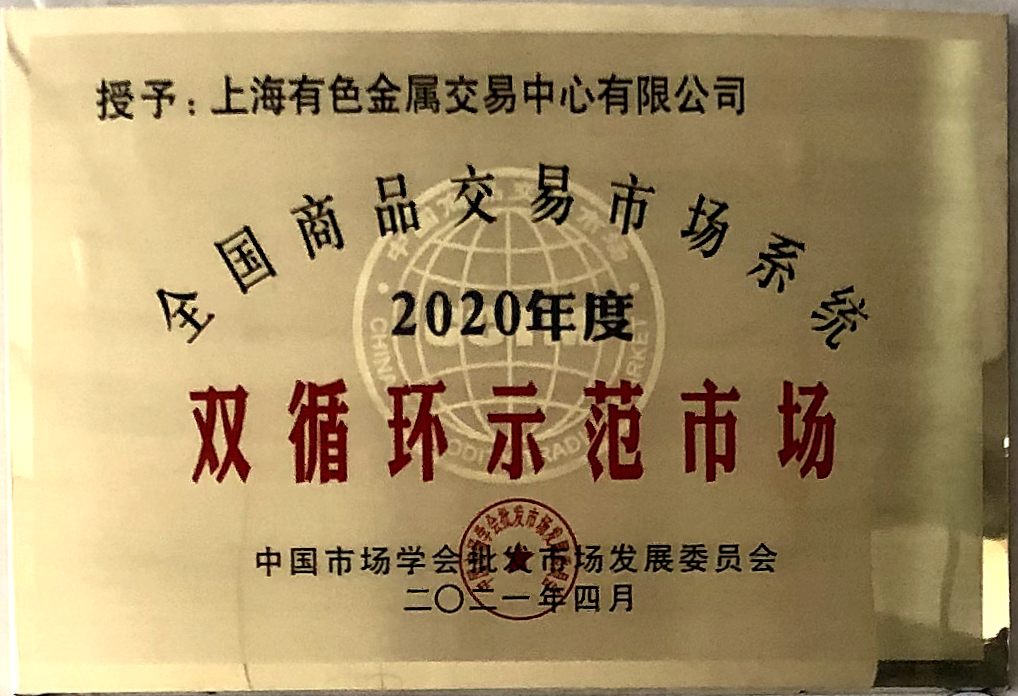 授予：上海有色金属交易中心有限公司
全国商品交易市场系统
2020年度
双循环示范市场
中国市场学会批发市场发展委员会
二〇二一年四月